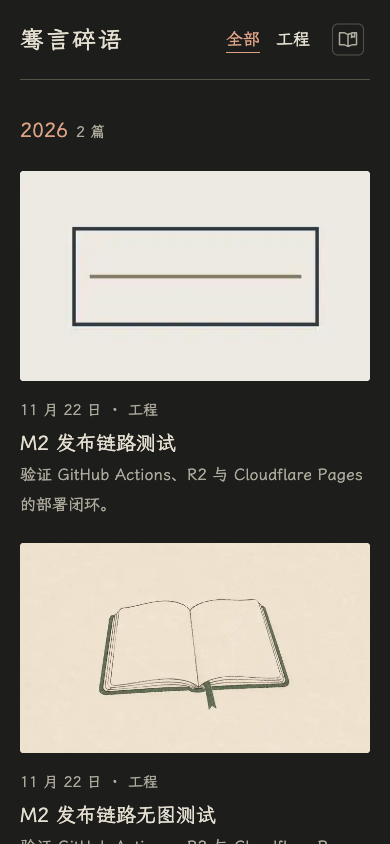 骞言碎语
全部 工程
2026 2 篇
11 月 22 日 · 工程
M2 发布链路测试
验证 GitHub Actions、R2 与 Cloudflare Pages
的部署闭环。
11 月 22 日 · 工程
M2 发布链路无图测试